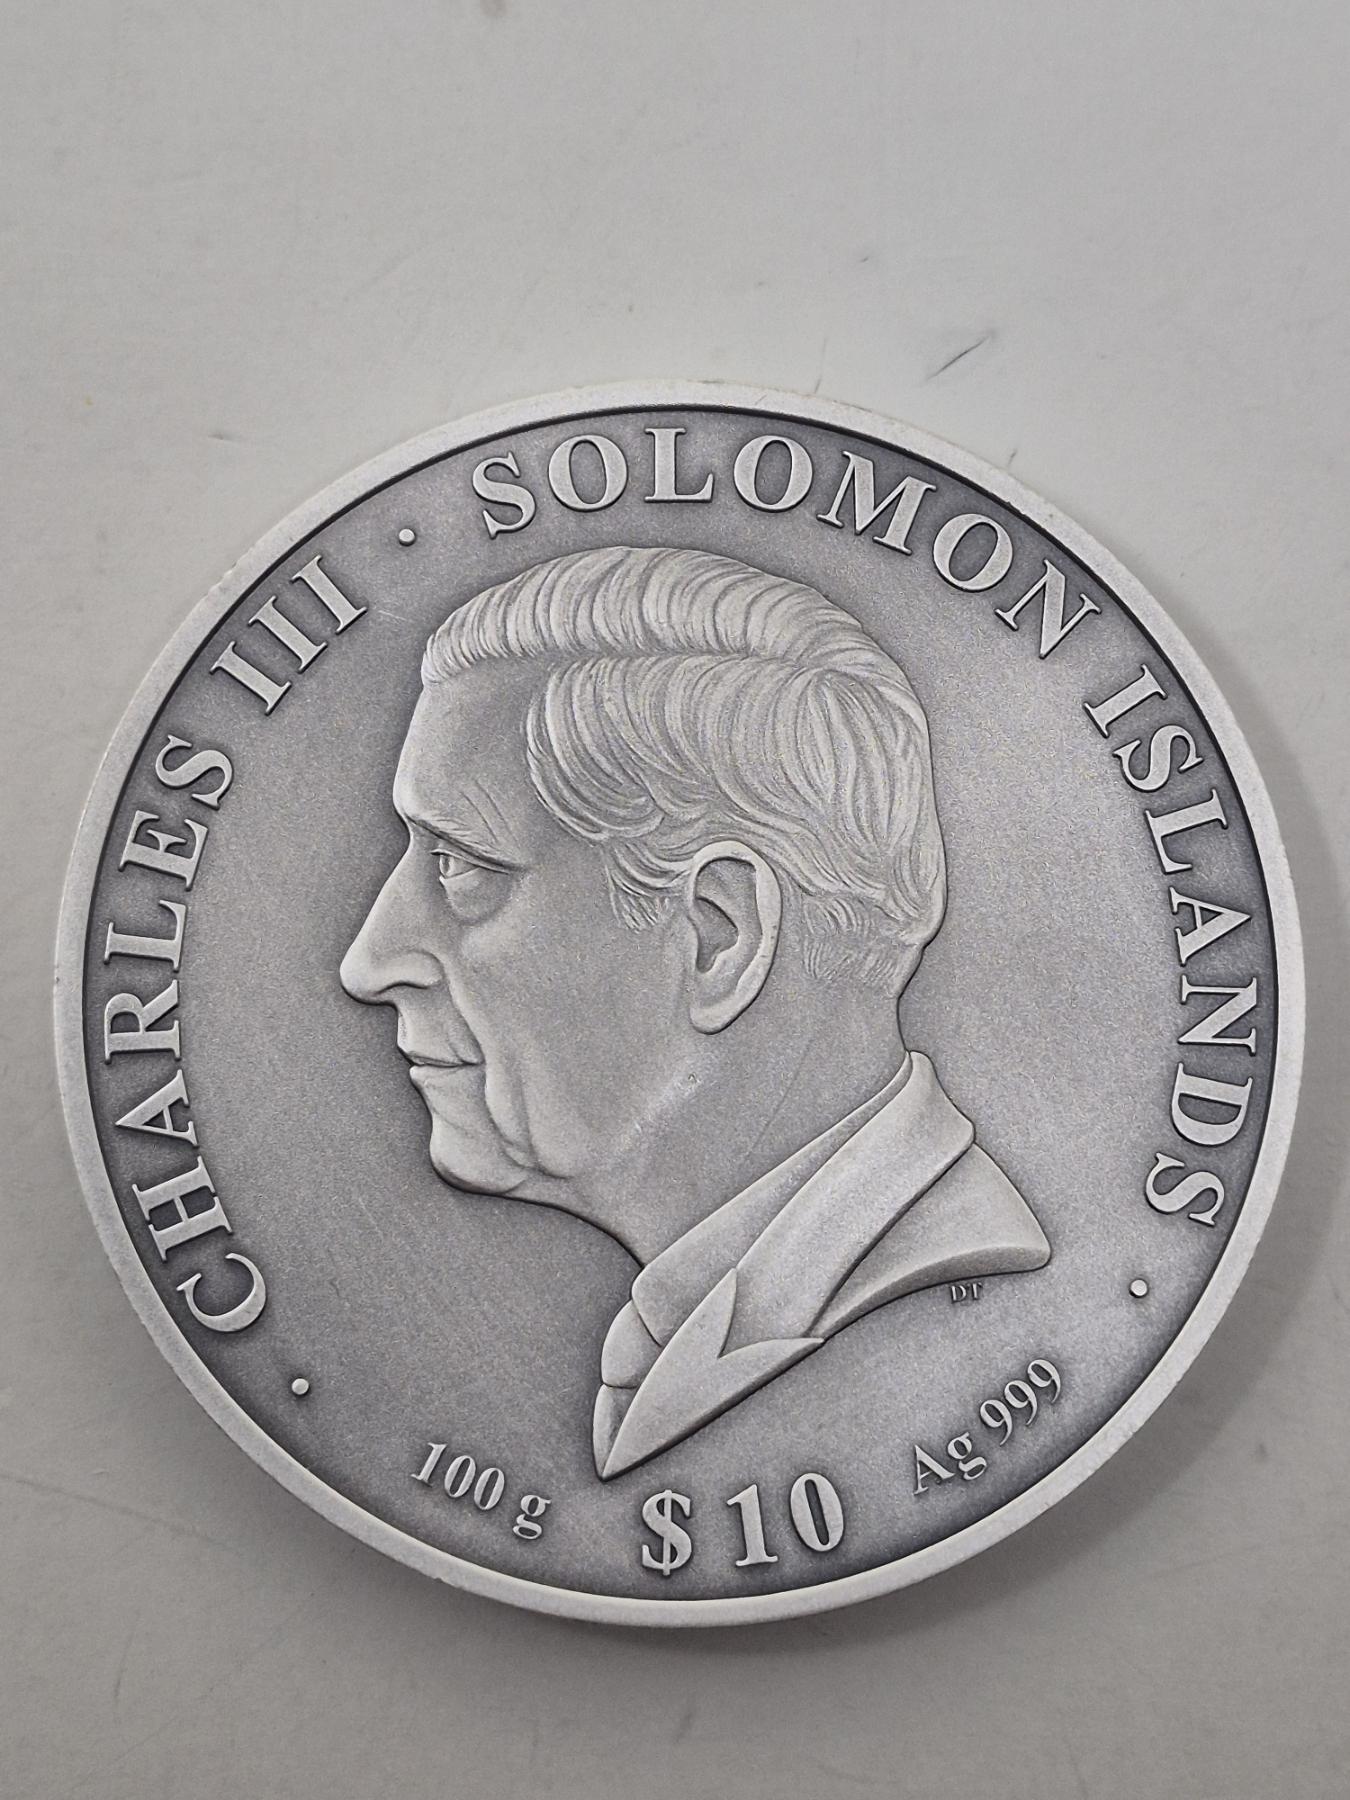 CHARLES III • SOLOMON ISLANDS
DT
100 g
$ 10
Ag 999